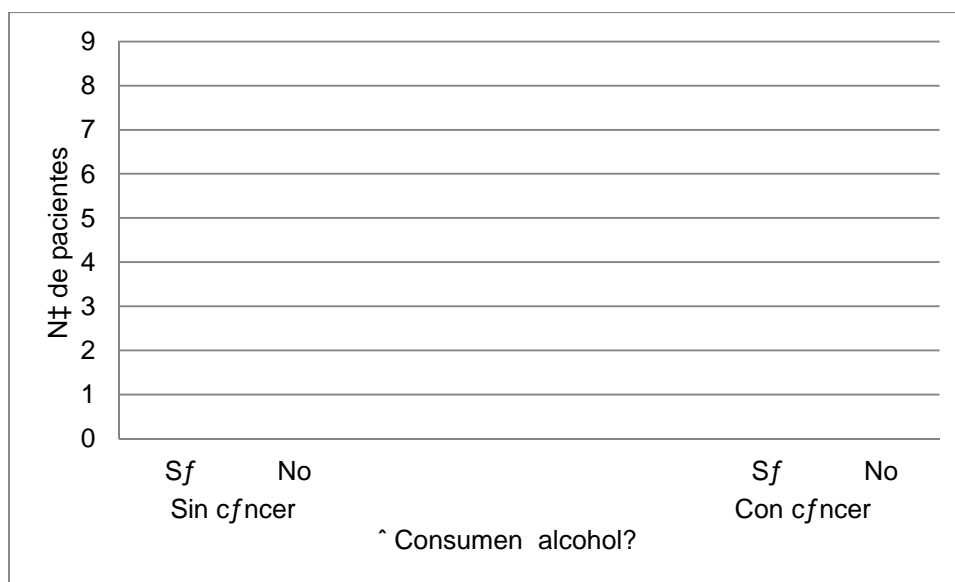 9
8
7
6
5
4
3
2
1
0
N‡ de pacientes
Sƒ No Sƒ No
Sin cƒncer Con cƒncer
ˆ Consumen alcohol?